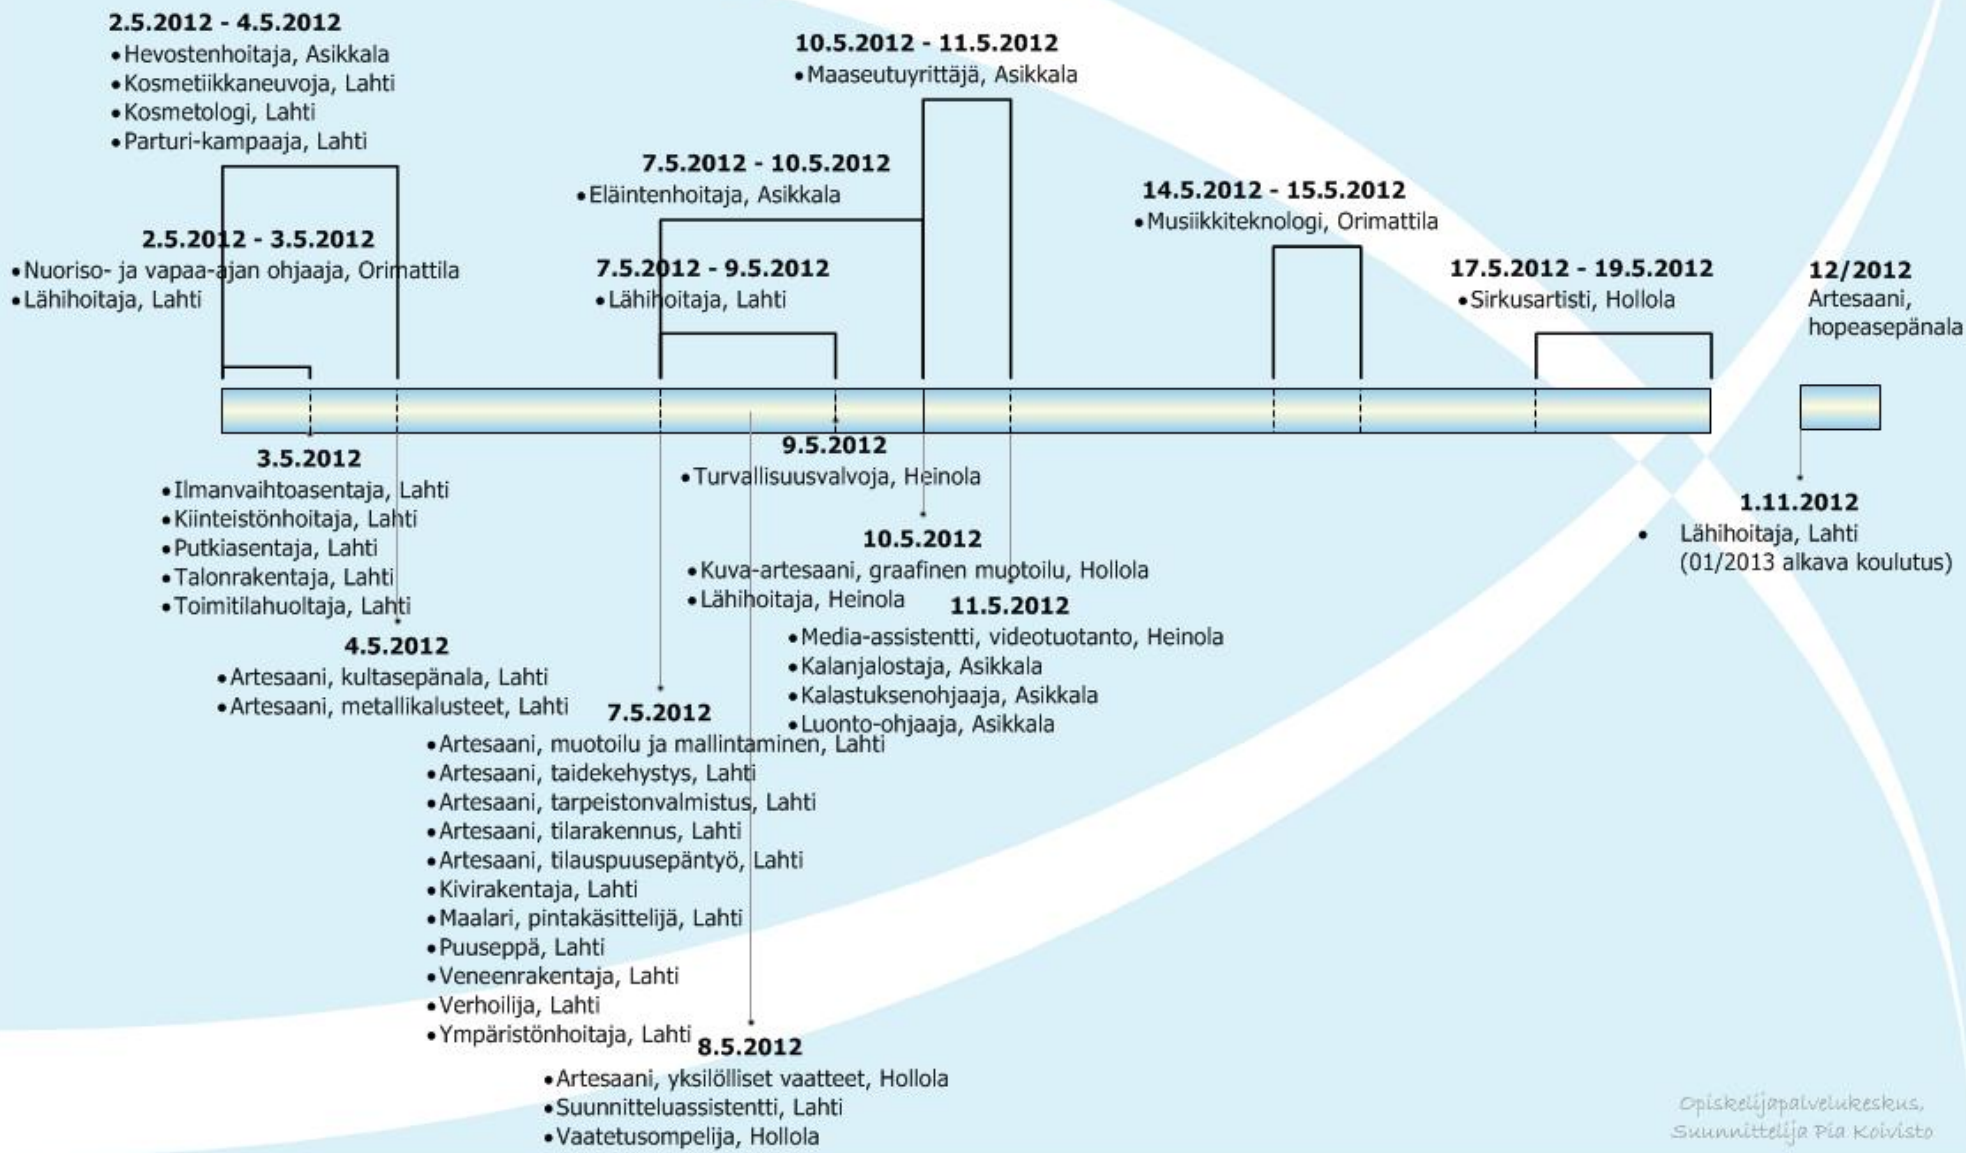 2.5.2012 - 4.5.2012
•Hevostenhoitaja, Asikkala
•Kosmetiikkaneuvoja, Lahti
•Kosmetologi, Lahti
•Parturi-kampaaja, Lahti
2.5.2012 - 3.5.2012
•Nuoriso- ja vapaa-ajan ohjaaja, Orimattila
•Lähihoitaja, Lahti
10.5.2012 - 11.5.2012
•Maaseutuyrittäjä, Asikkala
7.5.2012 - 10.5.2012
•Eläintenhoitaja, Asikkala
7.5.2012 - 9.5.2012
•Lähihoitaja, Lahti
14.5.2012 - 15.5.2012
•Musiikkiteknologi, Orimattila
17.5.2012 - 19.5.2012
•Sirkusartisti, Hollola
12/2012
Artesaani,
hopeasepänala
3.5.2012
•Ilmanvaihtoasentaja, Lahti
•Kiinteistönhoitaja, Lahti
•Putkiasentaja, Lahti
•Talonrakentaja, Lahti
•Toimitilahuoltaja, Lahti
4.5.2012
•Artesaani, kultasepänala, Lahti
•Artesaani, metallikalusteet, Lahti
7.5.2012
•Artesaani, muotoilu ja mallintaminen, Lahti
•Artesaani, taidekehystys, Lahti
•Artesaani, tarpeistonvalmistus, Lahti
•Artesaani, tilarakennus, Lahti
•Artesaani, tilauspuusepäntyö, Lahti
•Kivirakentaja, Lahti
•Maalari, pintakäsittelijä, Lahti
•Puuseppä, Lahti
•Veneenrakentaja, Lahti
•Verhoilija, Lahti
•Ympäristönhoitaja, Lahti
8.5.2012
•Artesaani, yksilölliset vaatteet, Hollola
•Suunnitteluassistentti, Lahti
•Vaatetusompelija, Hollola
9.5.2012
•Turvallisuusvalvoja, Heinola
10.5.2012
•Kuva-artesaani, graafinen muotoilu, Hollola
•Lähihoitaja, Heinola
11.5.2012
•Media-assistentti, videotuotanto, Heinola
•Kalanjalostaja, Asikkala
•Kalastuksenohjaaja, Asikkala
•Luonto-ohjaaja, Asikkala
1.11.2012
• Lähihoitaja, Lahti
(01/2013 alkava koulutus)
Opiskelijapalvelukeskus,
Suunnittelija Pia Koivisto